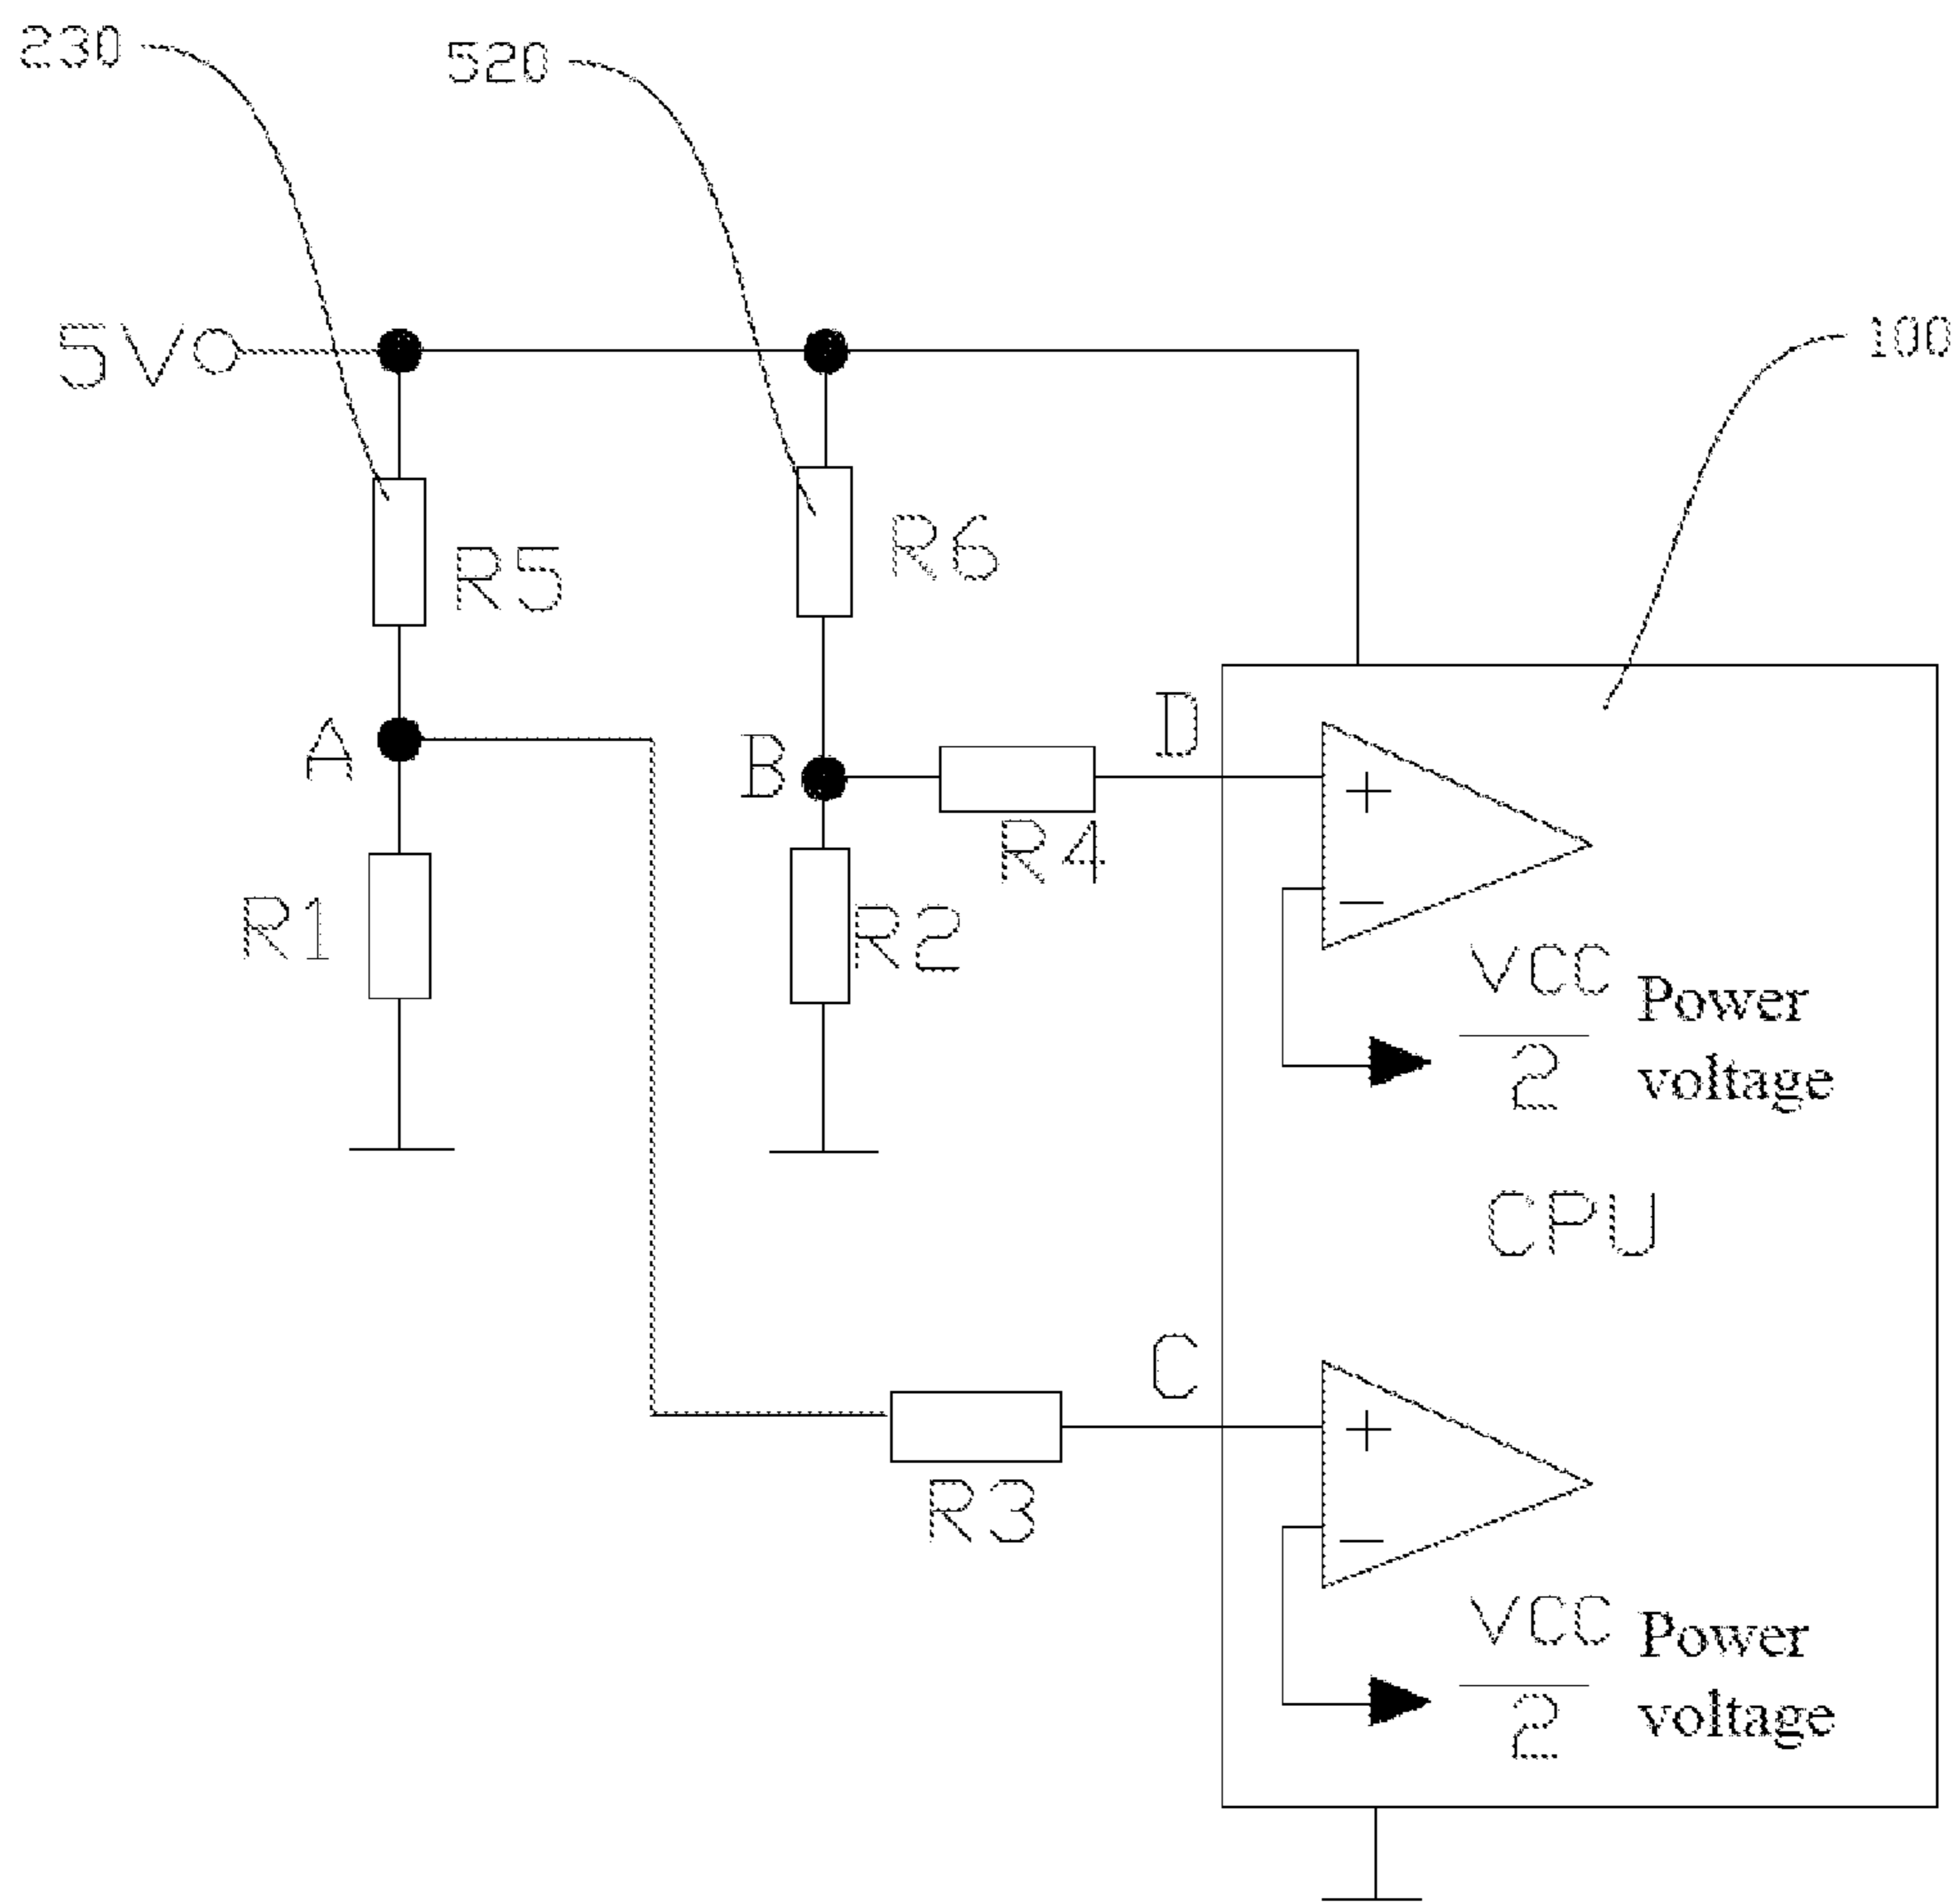 230
520
5V
100
R5
R6
A
B
D
+
R4
R1
R2
−
VCC
2
Power
voltage
CPU
C
+
R3
−
VCC
2
Power
voltage